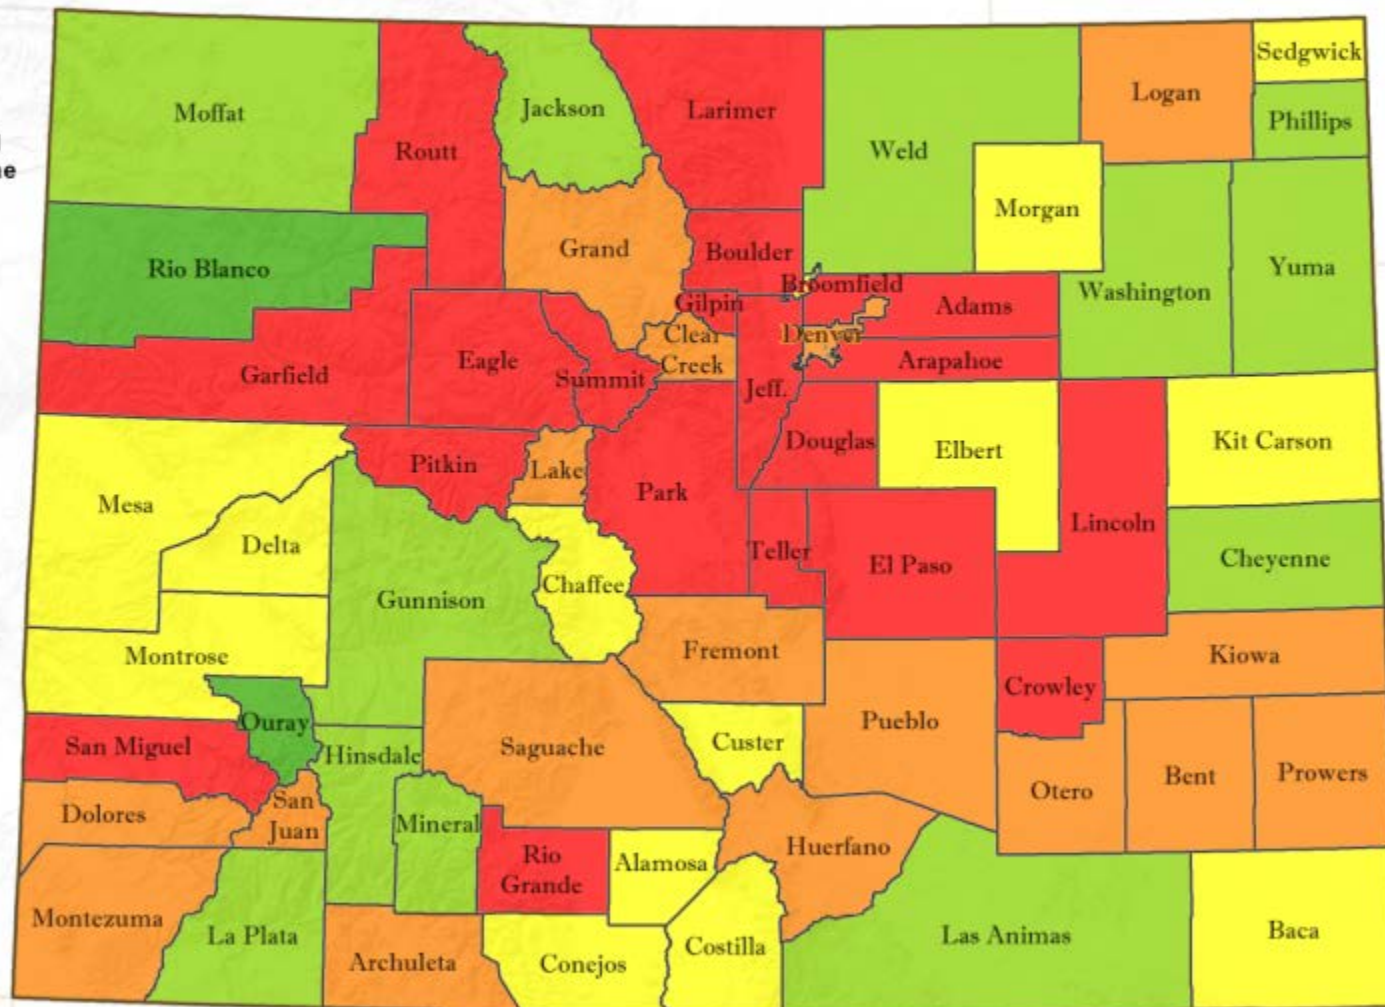 Sedgwick
Logan
Moffat
Jackson
Larimer
Phillips
Routt
Weld
Morgan
Grand
Boulder
Rio Blanco
Yuma
Washington
Broomfield
Gilpin
Adams
Clear
Creek
Denver
Eagle
Arapahoe
Garfield
Summit
Jeff.
Douglas
Elbert
Kit Carson
Pitkin
Lake
Park
Mesa
Lincoln
Delta
Teller
El Paso
Cheyenne
Chaffee
Gunnison
Fremont
Montrose
Kiowa
Crowley
Ouray
Pueblo
San Miguel
Hinsdale
Saguache
Custer
Bent
Prowers
Otero
San
Juan
Dolores
Mineral
Huerfano
Rio
Grande
Alamosa
Montezuma
La Plata
Las Animas
Baca
Costilla
Archuleta
Conejos